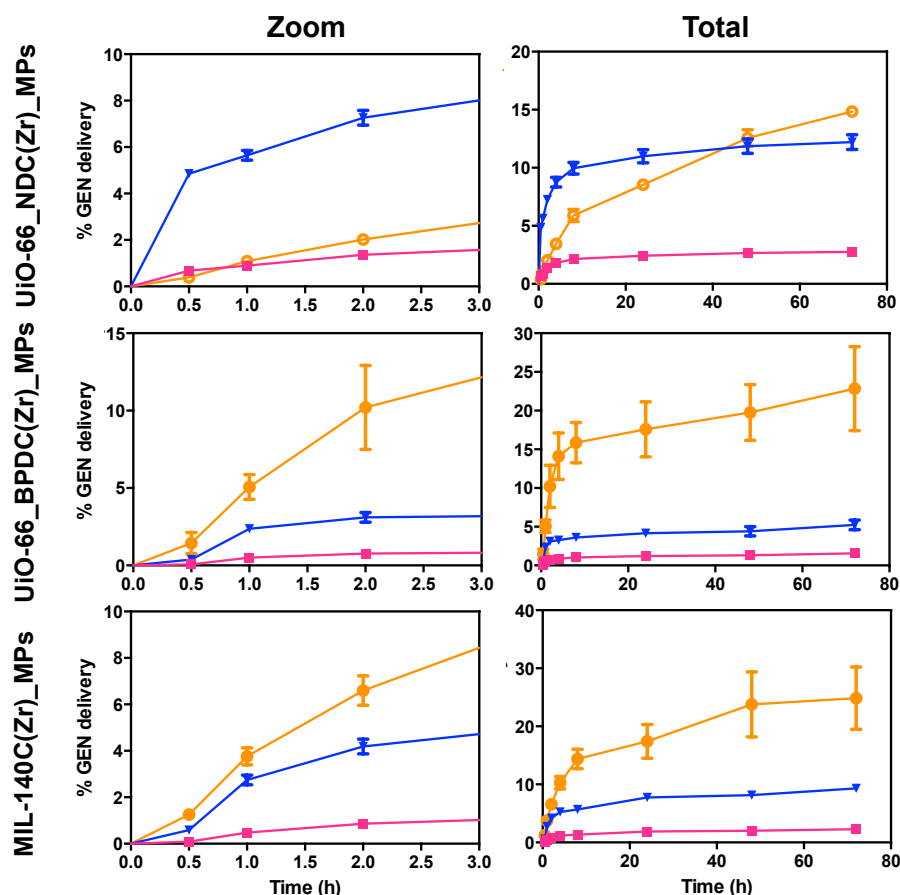 Zoom Total
UiO-66_NDC(Zr)_MPs
% GEN delivery
10
8
6
4
2
0
0.0 0.5 1.0 1.5 2.0 2.5 3.0
20
15
10
5
0
0 20 40 60 80
UiO-66_BPDC(Zr)_MPs
% GEN delivery
15
10
5
0
0.0 0.5 1.0 1.5 2.0 2.5 3.0
30
25
20
15
10
5
0
0 20 40 60 80
MIL-140C(Zr)_MPs
% GEN delivery
10
8
6
4
2
0
0.0 0.5 1.0 1.5 2.0 2.5 3.0
Time (h)
40
30
20
10
0
0 20 40 60 80
Time (h)